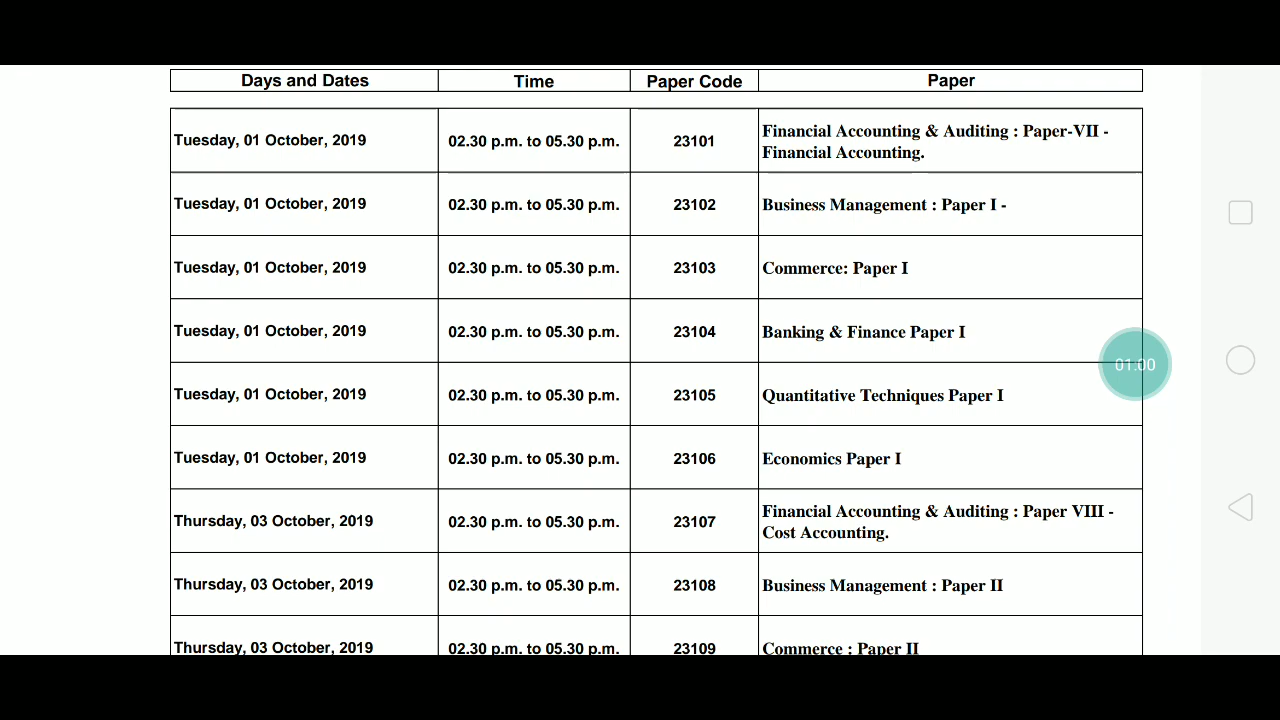 Days and Dates Time Paper Code Paper
Tuesday, 01 October, 2019 02.30 p.m. to 05.30 p.m. 23101 Financial Accounting & Auditing : Paper-VII -
Financial Accounting.
Tuesday, 01 October, 2019 02.30 p.m. to 05.30 p.m. 23102 Business Management : Paper I -
Tuesday, 01 October, 2019 02.30 p.m. to 05.30 p.m. 23103 Commerce: Paper I
Tuesday, 01 October, 2019 02.30 p.m. to 05.30 p.m. 23104 Banking & Finance Paper I
01:00
Tuesday, 01 October, 2019 02.30 p.m. to 05.30 p.m. 23105 Quantitative Techniques Paper I
Tuesday, 01 October, 2019 02.30 p.m. to 05.30 p.m. 23106 Economics Paper I
Thursday, 03 October, 2019 02.30 p.m. to 05.30 p.m. 23107 Financial Accounting & Auditing : Paper VIII -
Cost Accounting.
Thursday, 03 October, 2019 02.30 p.m. to 05.30 p.m. 23108 Business Management : Paper II
Thursday, 03 October, 2019 02.30 p.m. to 05.30 p.m. 23109 Commerce : Paper II